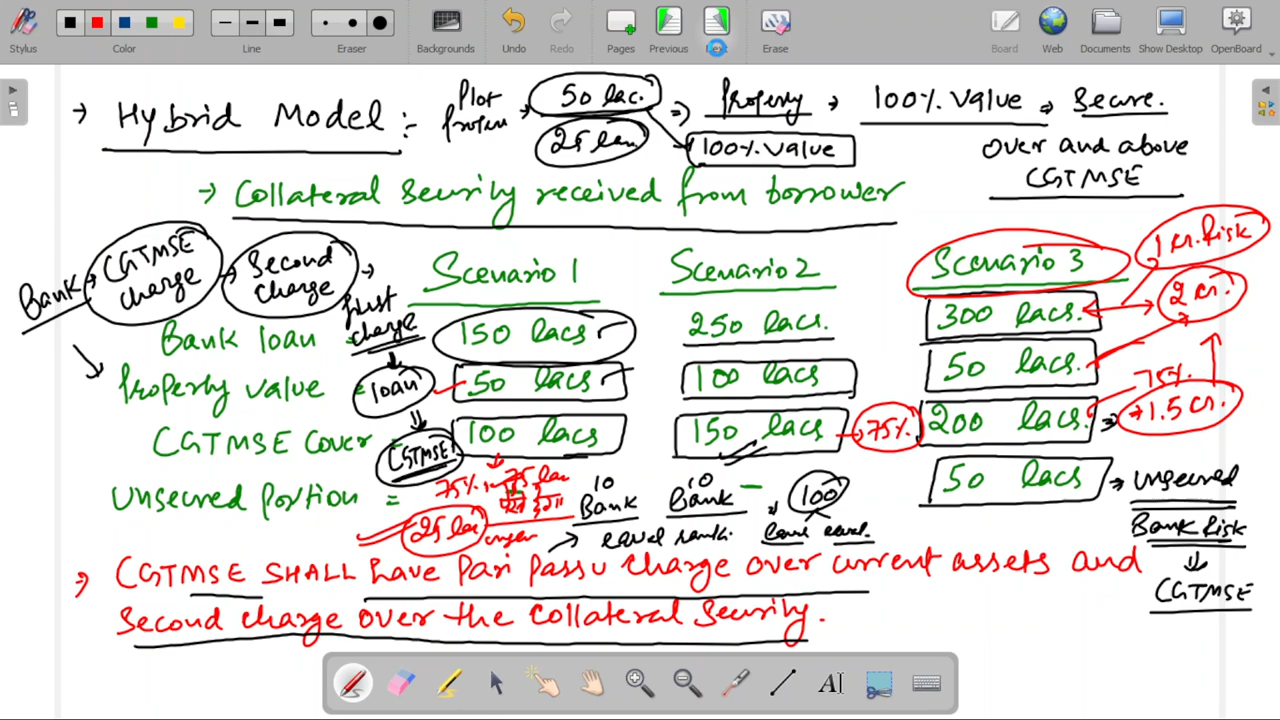 Stylus Color Line Eraser Backgrounds Undo Redo Pages Previous Next Erase Board Web Documents Show Desktop OpenBoard
→ Hybrid Model :- Plot 50 lac. ⇒ Property → 100% Value → Secure.
25 lac 100% Value over and above
CGTMSE
→ Collateral Security received from borrower
Bank → CGTMSE charge → Second charge →
first charge
Scenario 1 Scenario 2 Scenario 3 1 cr. Risk
Bank loan = 150 lacs 250 lacs. 300 lacs. 2 cr.
Property value = loan 50 lacs 100 lacs 50 lacs. 75%
CGTMSE Cover = CGTMSE 100 lacs 150 lacs → 75% 200 lacs. ⇒ → 1.5 cr.
75% 75 lac
Unsecured portion = 10 Bank 10 Bank - 100 50 lacs → unsecured
25 lac equal rank. Bank Risk
CGTMSE
→ CGTMSE SHALL have Pari Passu Charge over current assets and
Second charge over the Collateral Security.